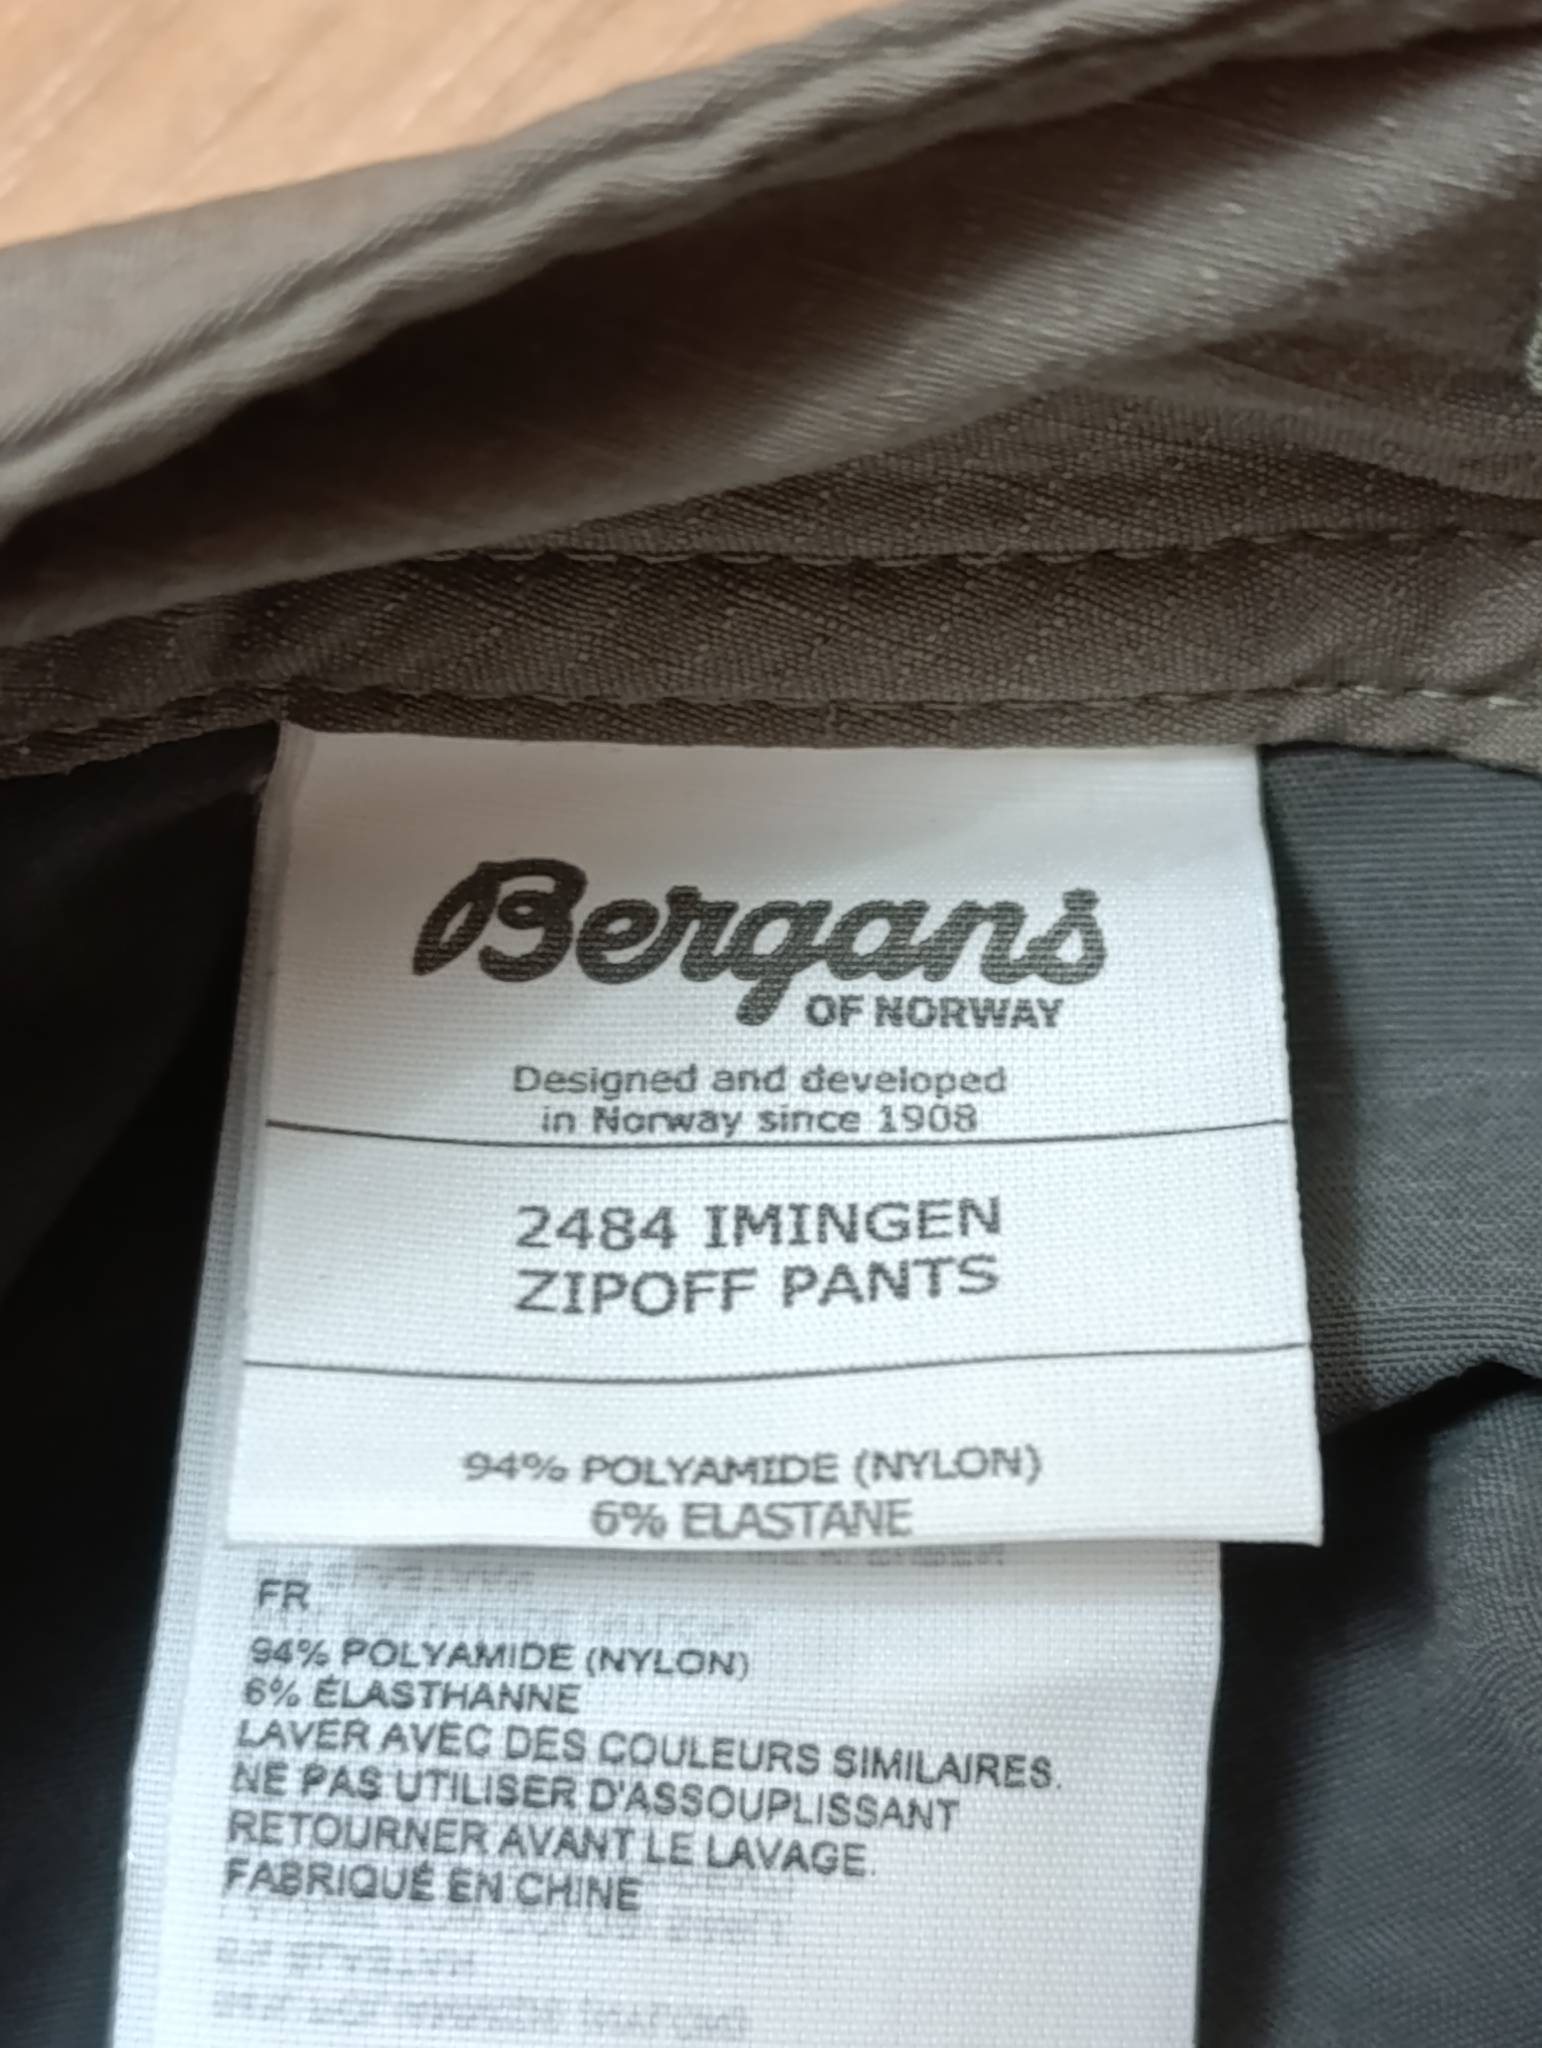 Bergans
OF NORWAY
Designed and developed
in Norway since 1908
2484 IMINGEN
ZIPOFF PANTS
94% POLYAMIDE (NYLON)
6% ELASTANE
FR
94% POLYAMIDE (NYLON)
6% ÉLASTHANNE
LAVER AVEC DES COULEURS SIMILAIRES.
NE PAS UTILISER D'ASSOUPLISSANT
RETOURNER AVANT LE LAVAGE.
FABRIQUÉ EN CHINE